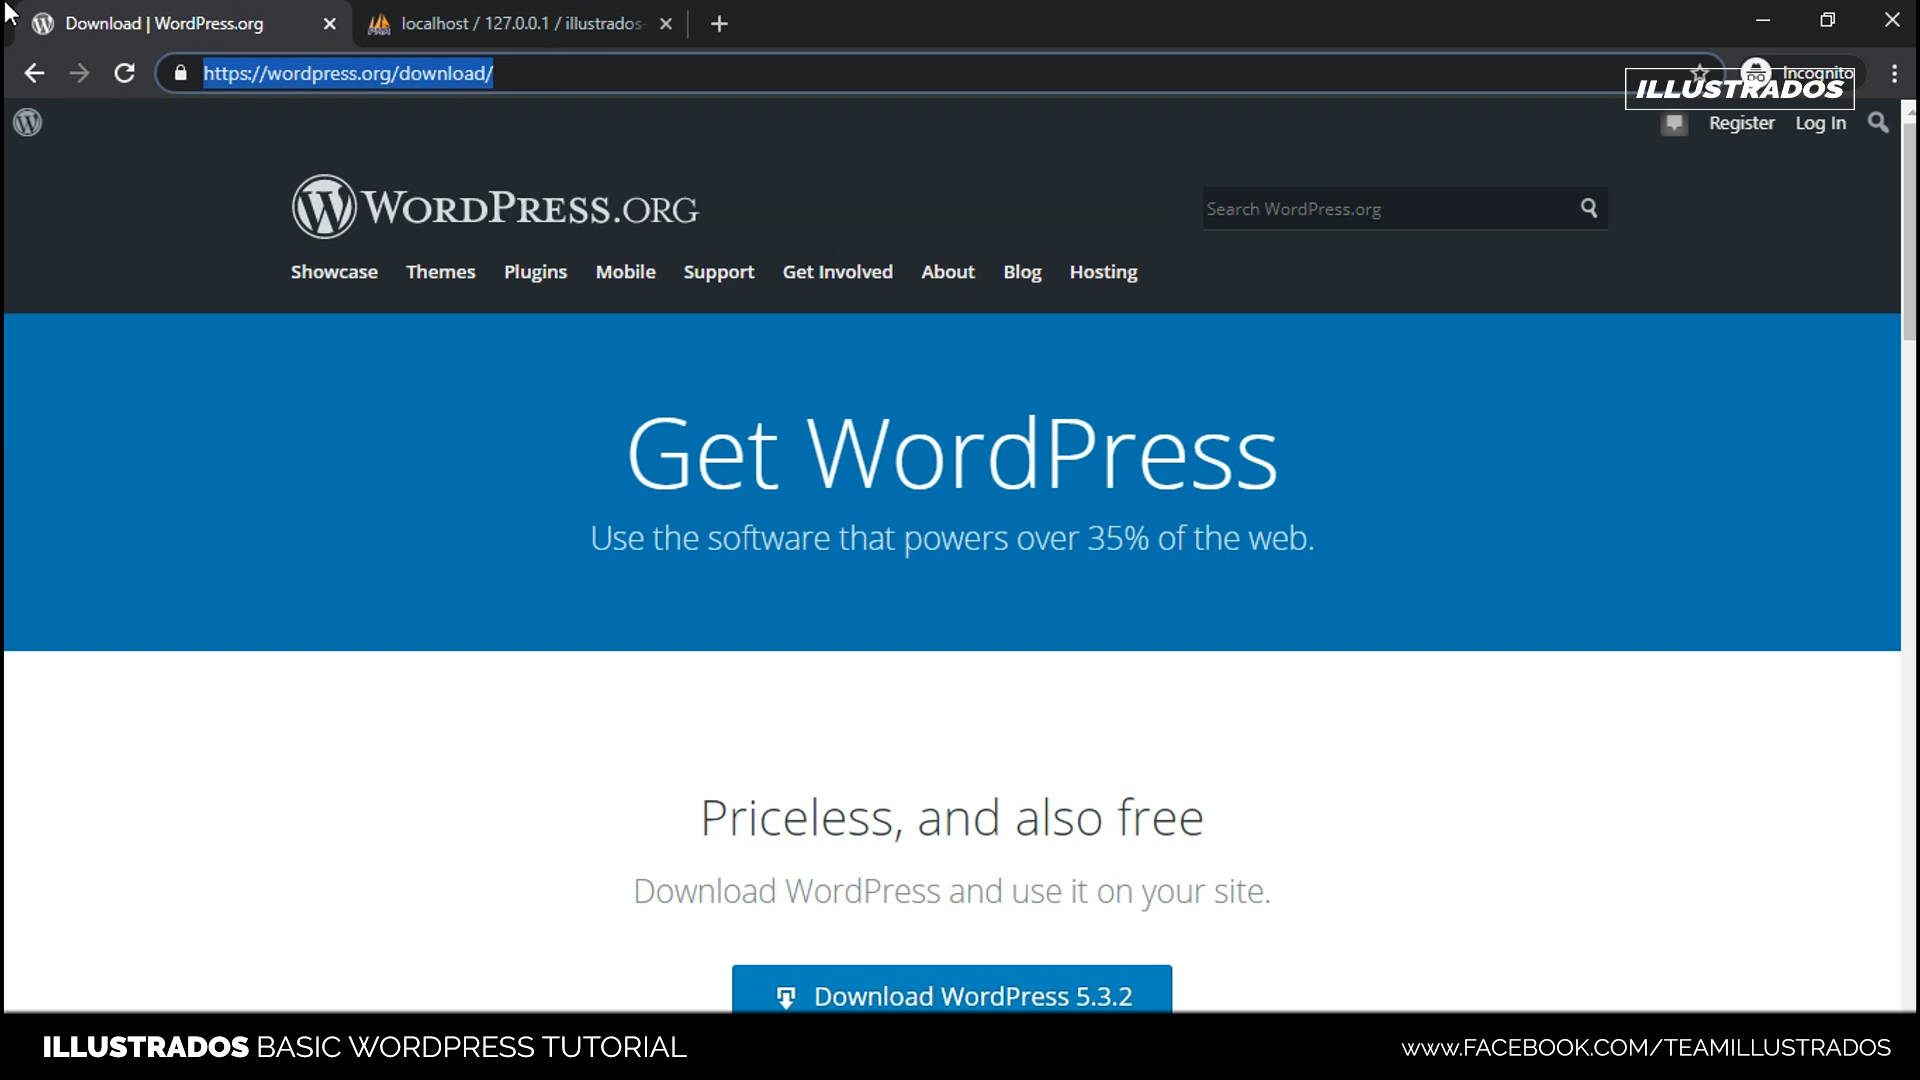 Download | WordPress.org
localhost / 127.0.0.1 / illustrados-
https://wordpress.org/download/
Incognito
ILLUSTRADOS
Register
Log In
WORDPRESS.ORG
Search WordPress.org
Showcase
Themes
Plugins
Mobile
Support
Get Involved
About
Blog
Hosting
Get WordPress
Use the software that powers over 35% of the web.
Priceless, and also free
Download WordPress and use it on your site.
Download WordPress 5.3.2
ILLUSTRADOS BASIC WORDPRESS TUTORIAL
WWW.FACEBOOK.COM/TEAMILLUSTRADOS